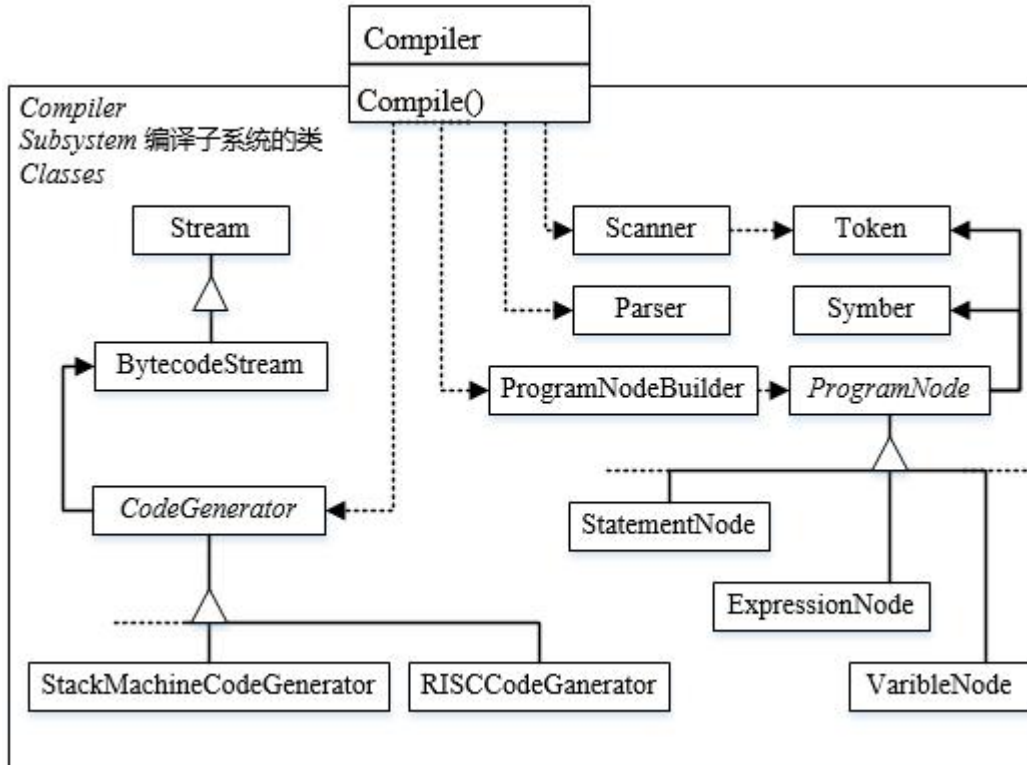 Compiler
Compile()
Compiler
Subsystem 编译子系统的类
Classes
Stream
Scanner
Token
Parser
Symber
BytecodeStream
ProgramNodeBuilder
ProgramNode
CodeGenerator
StatementNode
ExpressionNode
StackMachineCodeGenerator
RISCCodeGanerator
VaribleNode